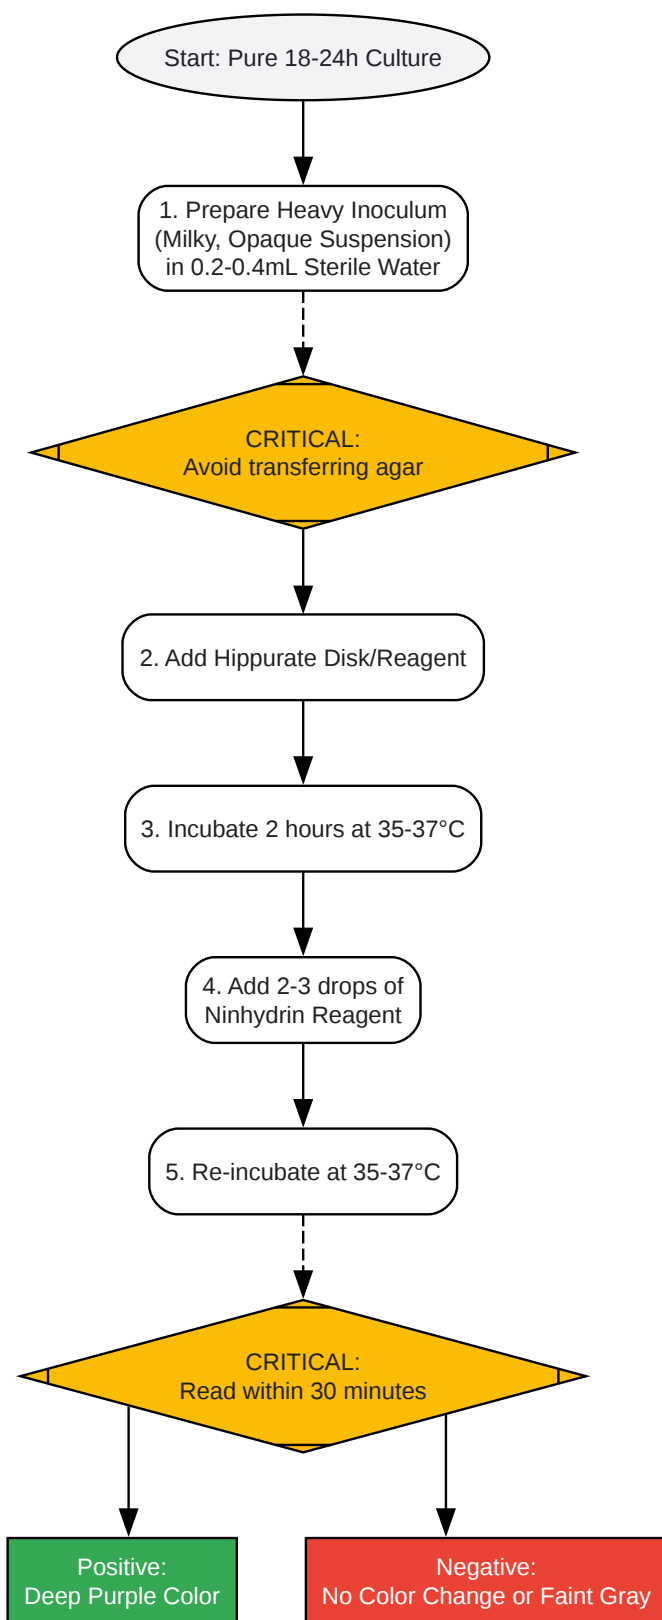 Start: Pure 18-24h Culture
1. Prepare Heavy Inoculum
(Milky, Opaque Suspension)
in 0.2-0.4mL Sterile Water
CRITICAL:
Avoid transferring agar
2. Add Hippurate Disk/Reagent
3. Incubate 2 hours at 35-37°C
4. Add 2-3 drops of
Ninhydrin Reagent
5. Re-incubate at 35-37°C
CRITICAL:
Read within 30 minutes
Positive:
Deep Purple Color
Negative:
No Color Change or Faint Gray